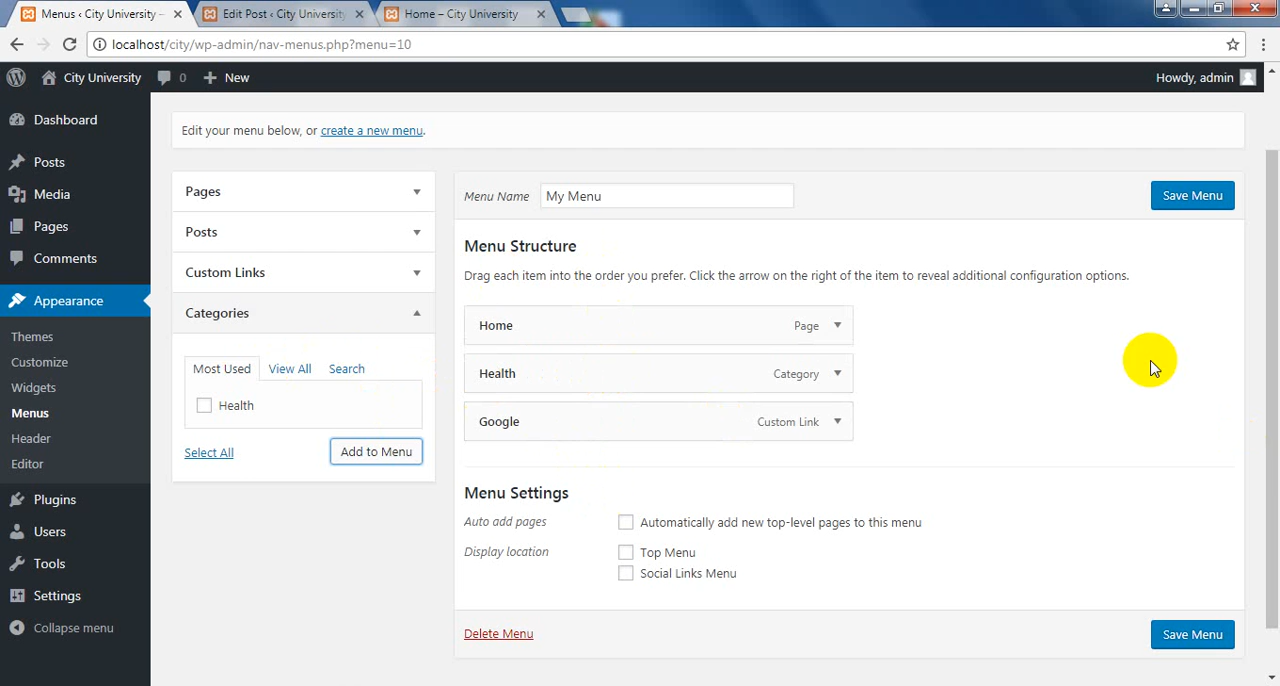 Menus ‹ City University –
Edit Post ‹ City University
Home – City University
localhost/city/wp-admin/nav-menus.php?menu=10
City University
0
New
Howdy, admin
Dashboard
Posts
Media
Pages
Comments
Appearance
Themes
Customize
Widgets
Menus
Header
Editor
Plugins
Users
Tools
Settings
Collapse menu
Edit your menu below, or create a new menu.
Pages
Posts
Custom Links
Categories
Most Used
View All
Search
Health
Select All
Add to Menu
Menu Name
My Menu
Save Menu
Menu Structure
Drag each item into the order you prefer. Click the arrow on the right of the item to reveal additional configuration options.
Home
Page
Health
Category
Google
Custom Link
Menu Settings
Auto add pages
Automatically add new top-level pages to this menu
Display location
Top Menu
Social Links Menu
Delete Menu
Save Menu